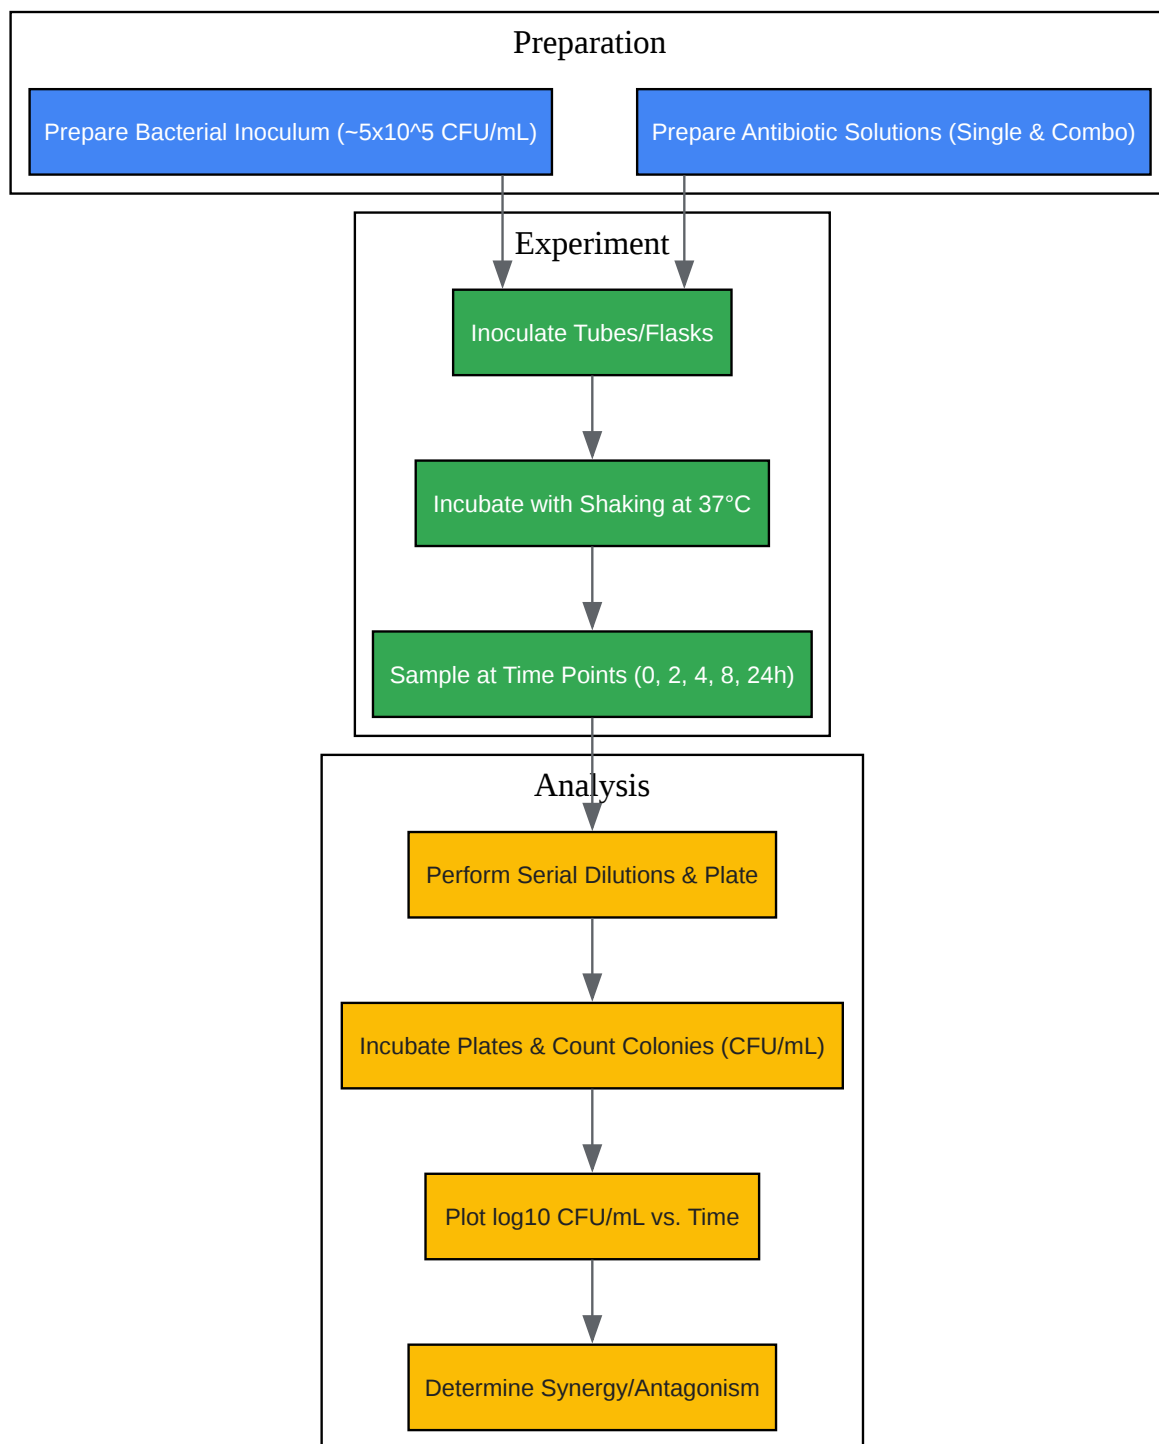 Preparation
Prepare Bacterial Inoculum (~5x10^5 CFU/mL)
Prepare Antibiotic Solutions (Single & Combo)
Experiment
Inoculate Tubes/Flasks
Incubate with Shaking at 37°C
Sample at Time Points (0, 2, 4, 8, 24h)
Analysis
Perform Serial Dilutions & Plate
Incubate Plates & Count Colonies (CFU/mL)
Plot log10 CFU/mL vs. Time
Determine Synergy/Antagonism